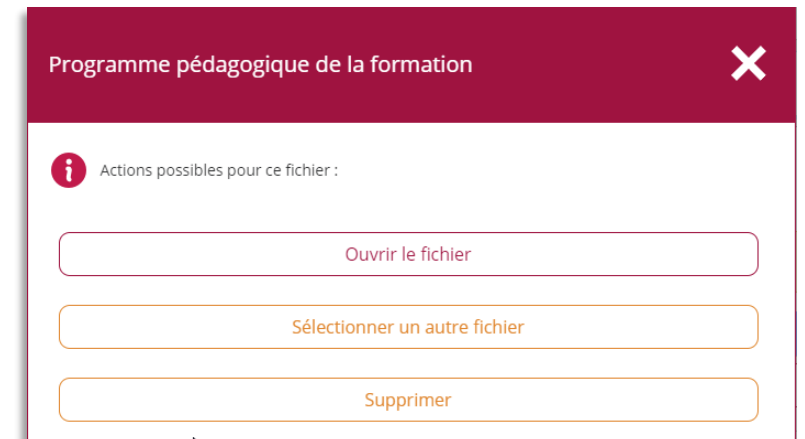 Programme pédagogique de la formation
Actions possibles pour ce fichier :
Ouvrir le fichier
Sélectionner un autre fichier
Supprimer